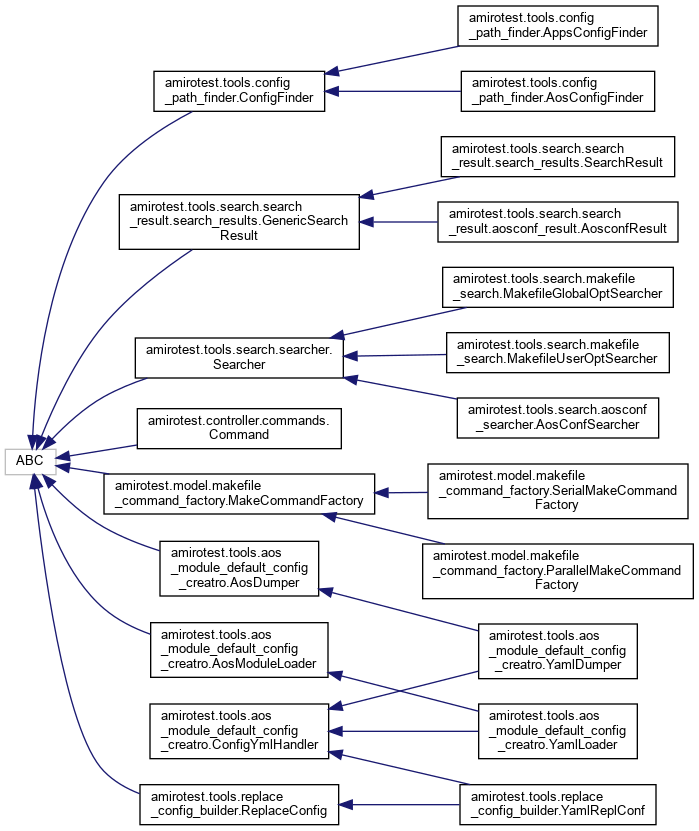 amirotest.tools.config
_path_finder.AppsConfigFinder
amirotest.tools.config
_path_finder.ConfigFinder
amirotest.tools.config
_path_finder.AosConfigFinder
amirotest.tools.search.search
_result.search_results.SearchResult
amirotest.tools.search.search
_result.search_results.GenericSearch
Result
amirotest.tools.search.search
_result.aosconf_result.AosconfResult
amirotest.tools.search.makefile
_search.MakefileGlobalOptSearcher
amirotest.tools.search.searcher.
Searcher
amirotest.tools.search.makefile
_search.MakefileUserOptSearcher
amirotest.tools.search.aosconf
_searcher.AosConfSearcher
amirotest.controller.commands.
Command
ABC
amirotest.model.makefile
_command_factory.MakeCommandFactory
amirotest.model.makefile
_command_factory.SerialMakeCommand
Factory
amirotest.model.makefile
_command_factory.ParallelMakeCommand
Factory
amirotest.tools.aos
_module_default_config
_creatro.AosDumper
amirotest.tools.aos
_module_default_config
_creatro.AosModuleLoader
amirotest.tools.aos
_module_default_config
_creatro.YamlDumper
amirotest.tools.aos
_module_default_config
_creatro.ConfigYmlHandler
amirotest.tools.aos
_module_default_config
_creatro.YamlLoader
amirotest.tools.replace
_config_builder.ReplaceConfig
amirotest.tools.replace
_config_builder.YamlReplConf